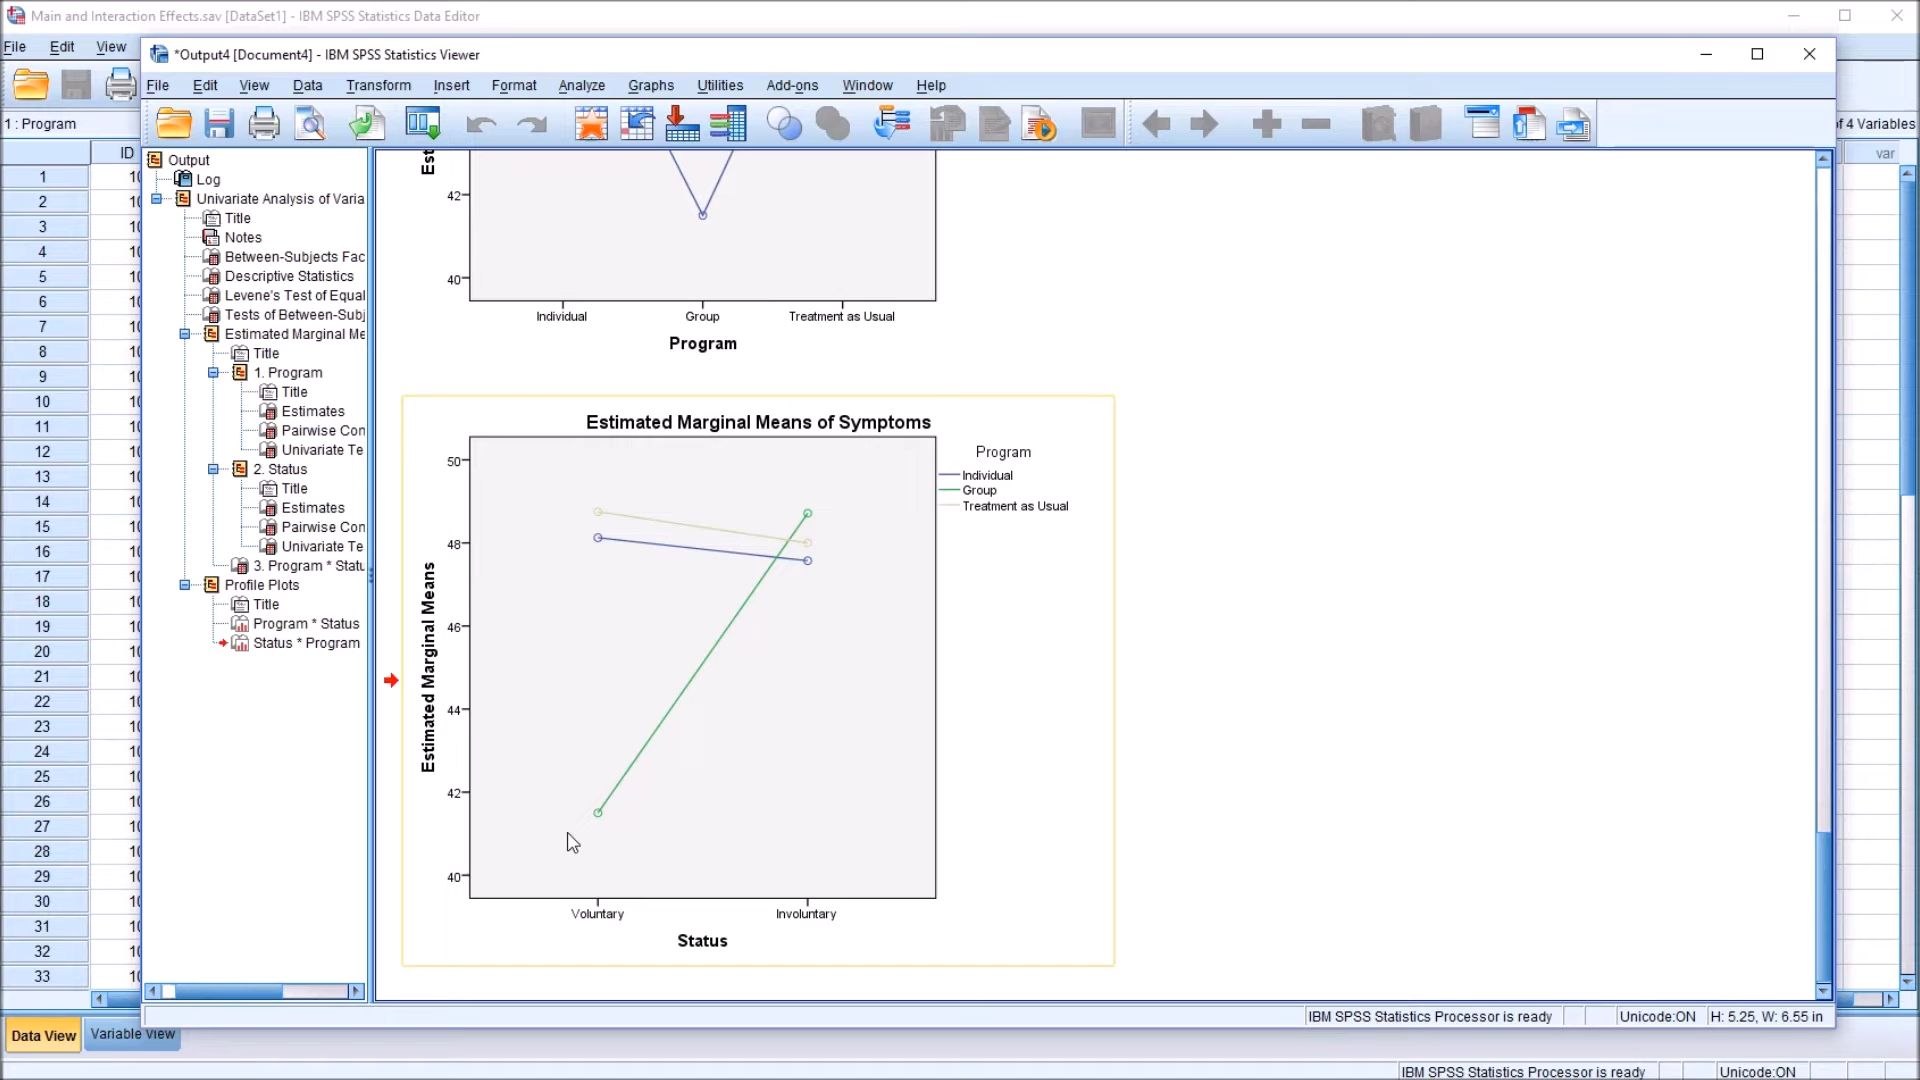 Main and Interaction Effects.sav [DataSet1] - IBM SPSS Statistics Data Editor
File Edit View
*Output4 [Document4] - IBM SPSS Statistics Viewer
File Edit View Data Transform Insert Format Analyze Graphs Utilities Add-ons Window Help
1 : Program
of 4 Variables
ID
var
1
2
3
4
5
6
7
8
9
10
11
12
13
14
15
16
17
18
19
20
21
22
23
24
25
26
27
28
29
30
31
32
33
Output
Log
Univariate Analysis of Varia
Title
Notes
Between-Subjects Fac
Descriptive Statistics
Levene's Test of Equal
Tests of Between-Subj
Estimated Marginal Me
Title
1. Program
Title
Estimates
Pairwise Con
Univariate Te
2. Status
Title
Estimates
Pairwise Con
Univariate Te
3. Program * Statu
Profile Plots
Title
Program * Status
Status * Program
Est
42
40
Individual Group Treatment as Usual
Program
Estimated Marginal Means of Symptoms
Estimated Marginal Means
50
48
46
44
42
40
Voluntary Involuntary
Status
Program
Individual
Group
Treatment as Usual
IBM SPSS Statistics Processor is ready Unicode:ON H: 5.25, W: 6.55 in
Data View Variable View
IBM SPSS Statistics Processor is ready Unicode:ON